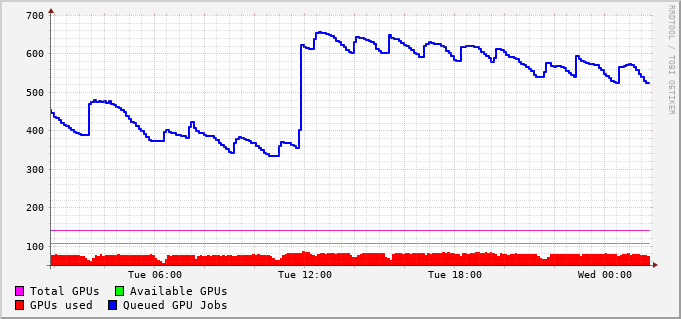 700
600
500
400
300
200
100
Tue 06:00 Tue 12:00 Tue 18:00 Wed 00:00
Total GPUs Available GPUs
GPUs used Queued GPU Jobs
RRDTOOL / TOBI OETIKER